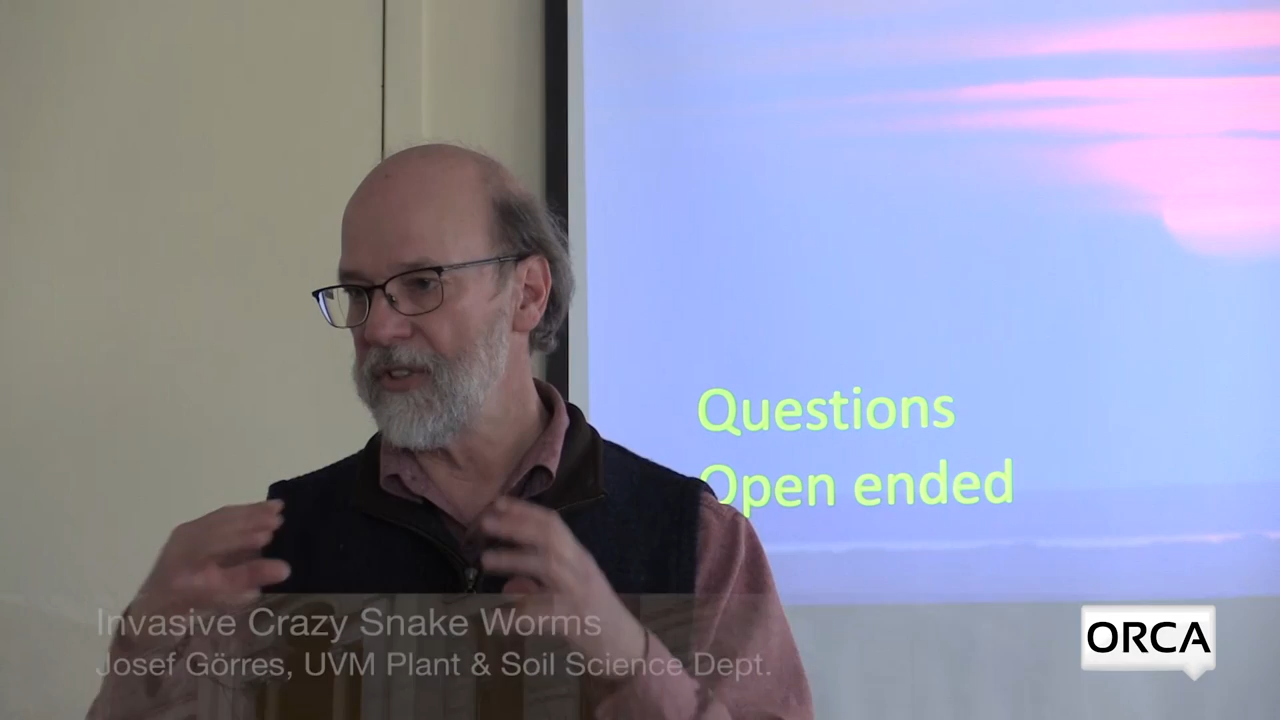 Questions
Open ended
Invasive Crazy Snake Worms
Josef Görres, UVM Plant & Soil Science Dept.
ORCA